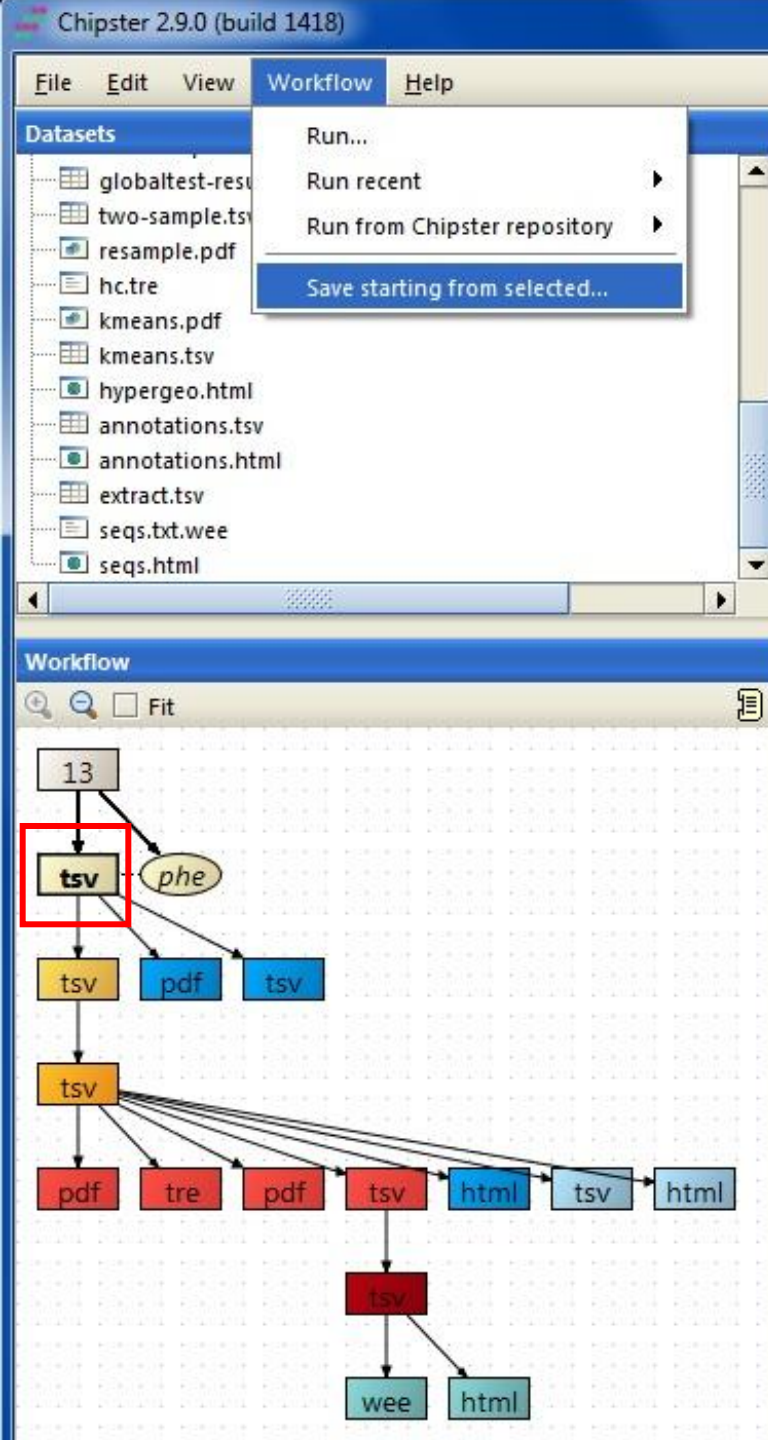 Chipster 2.9.0 (build 1418)
File Edit View Workflow Help
Datasets
Run...
globaltest-resu
Run recent
two-sample.tsv
Run from Chipster repository
resample.pdf
hc.tre
Save starting from selected...
kmeans.pdf
kmeans.tsv
hypergeo.html
annotations.tsv
annotations.html
extract.tsv
seqs.txt.wee
seqs.html
Workflow
Fit
13
tsv phe
tsv pdf tsv
tsv
pdf tre pdf tsv html tsv html
tsv
wee html